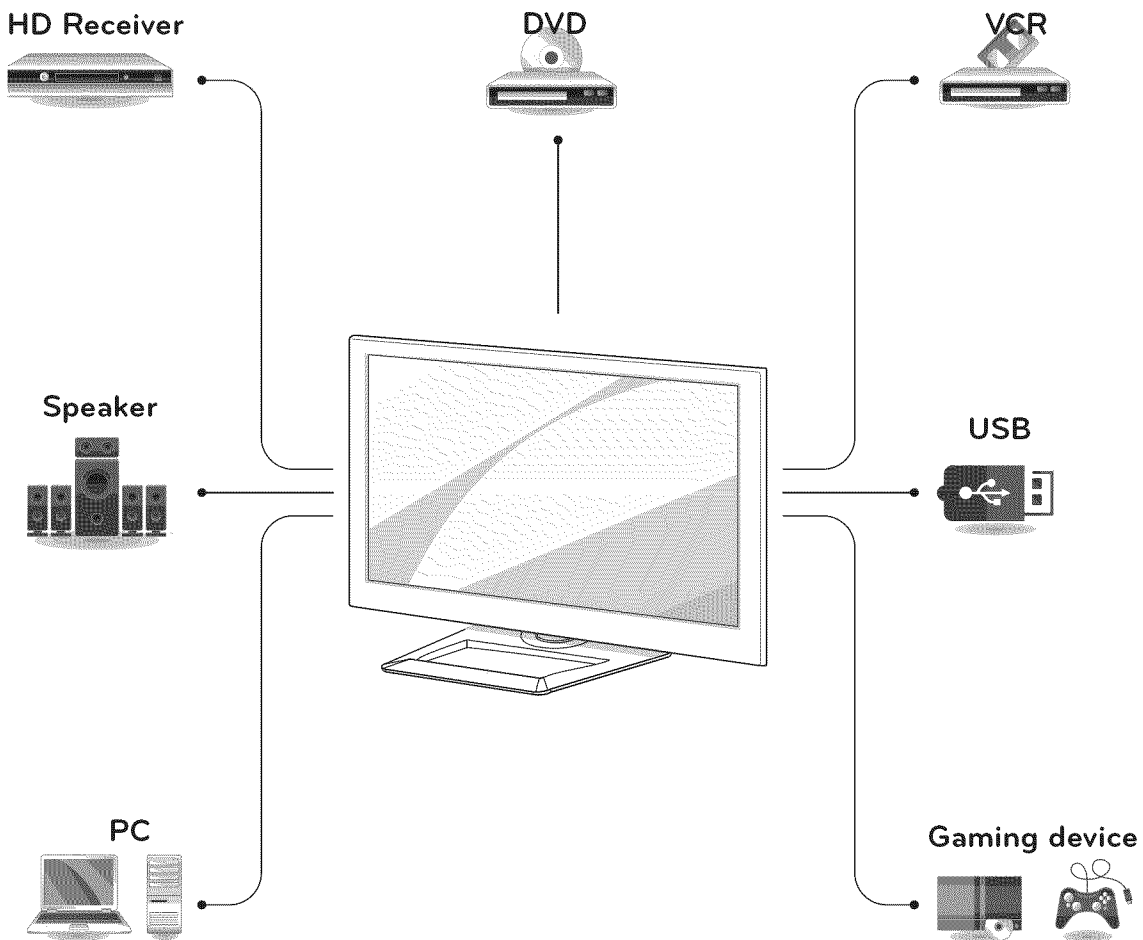 HD Receiver
DVD
VCR
Speaker
USB
PC
Gaming device